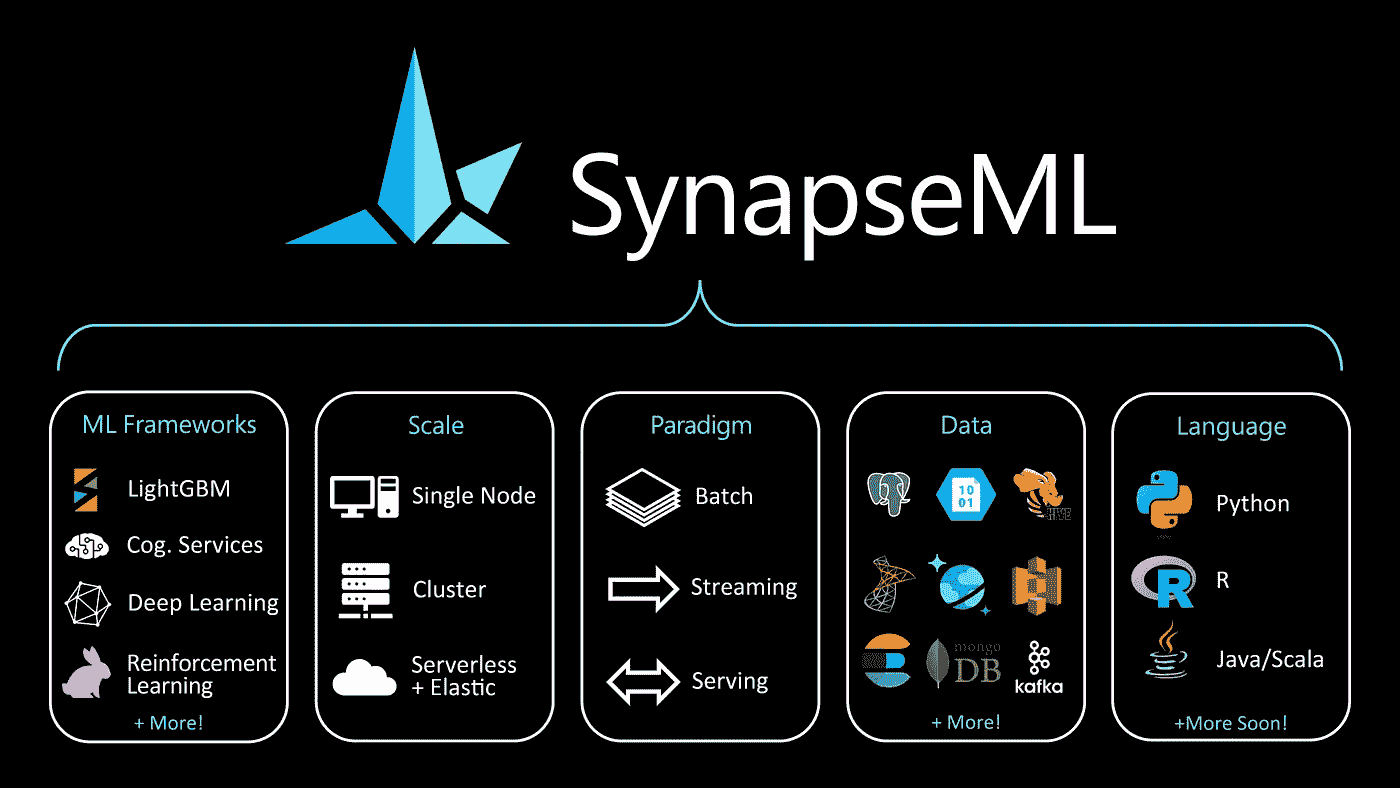 SynapseML
ML Frameworks
LightGBM
Cog. Services
Deep Learning
Reinforcement
Learning
+ More!
Scale
Single Node
Cluster
Serverless
+ Elastic
Paradigm
Batch
Streaming
Serving
Data
10
01
HIVE
mongo
DB
kafka
+ More!
Language
Python
R
R
Java/Scala
+More Soon!